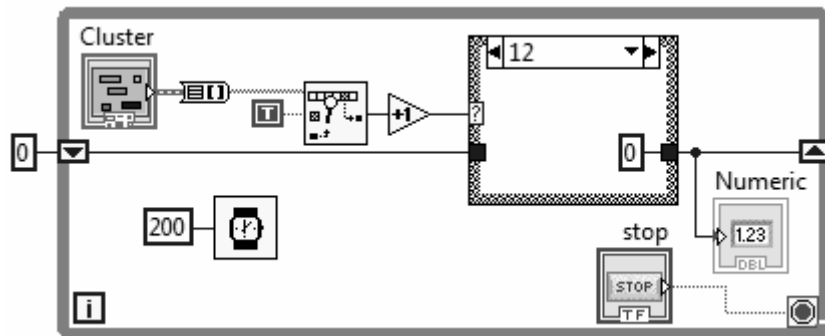 Cluster
12
T
+1
?
0
0
Numeric
1.23
DBL
200
stop
STOP
TF
i